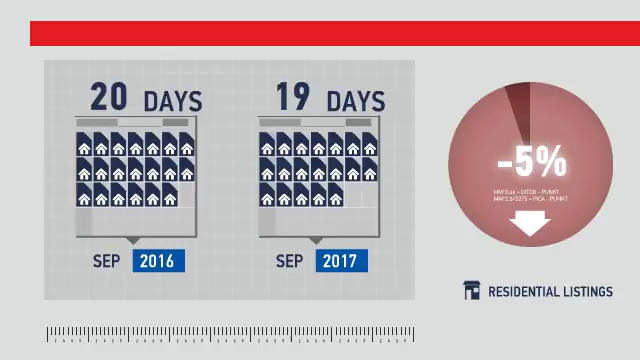 20 DAYS
19 DAYS
SEP 2016
SEP 2017
-5%
RESIDENTIAL LISTINGS